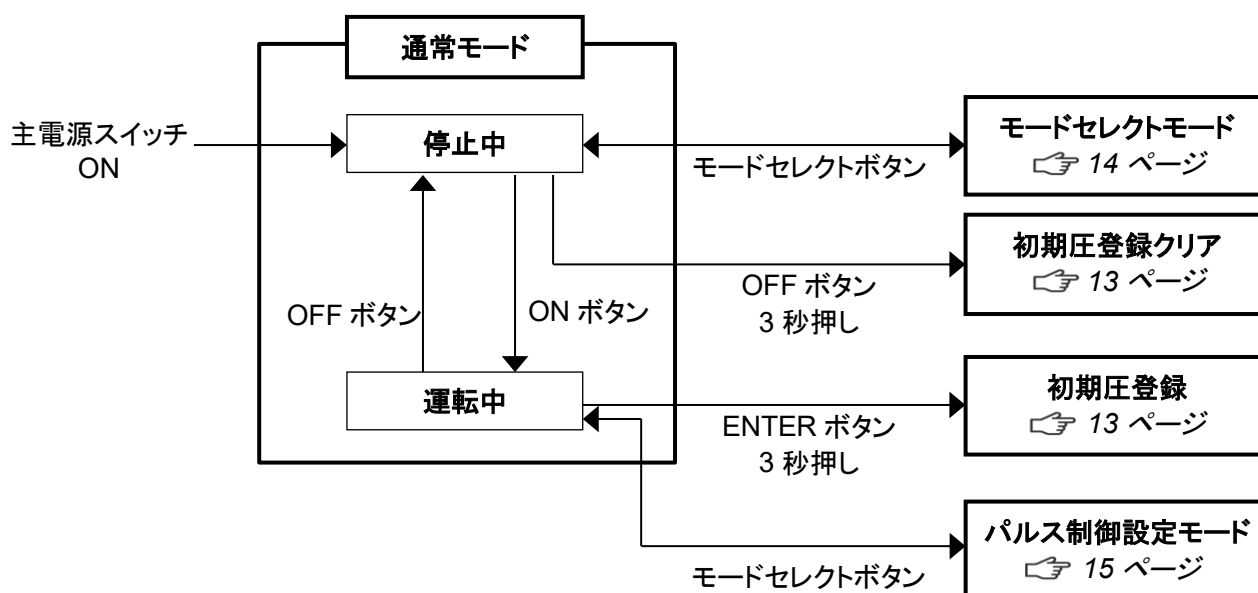 通常モード
主電源スイッチ
ON
停止中
モードセレクトボタン
モードセレクトモード
☞ 14 ページ
初期圧登録クリア
☞ 13 ページ
OFF ボタン
3 秒押し
OFF ボタン
ON ボタン
運転中
初期圧登録
☞ 13 ページ
ENTER ボタン
3 秒押し
パルス制御設定モード
☞ 15 ページ
モードセレクトボタン